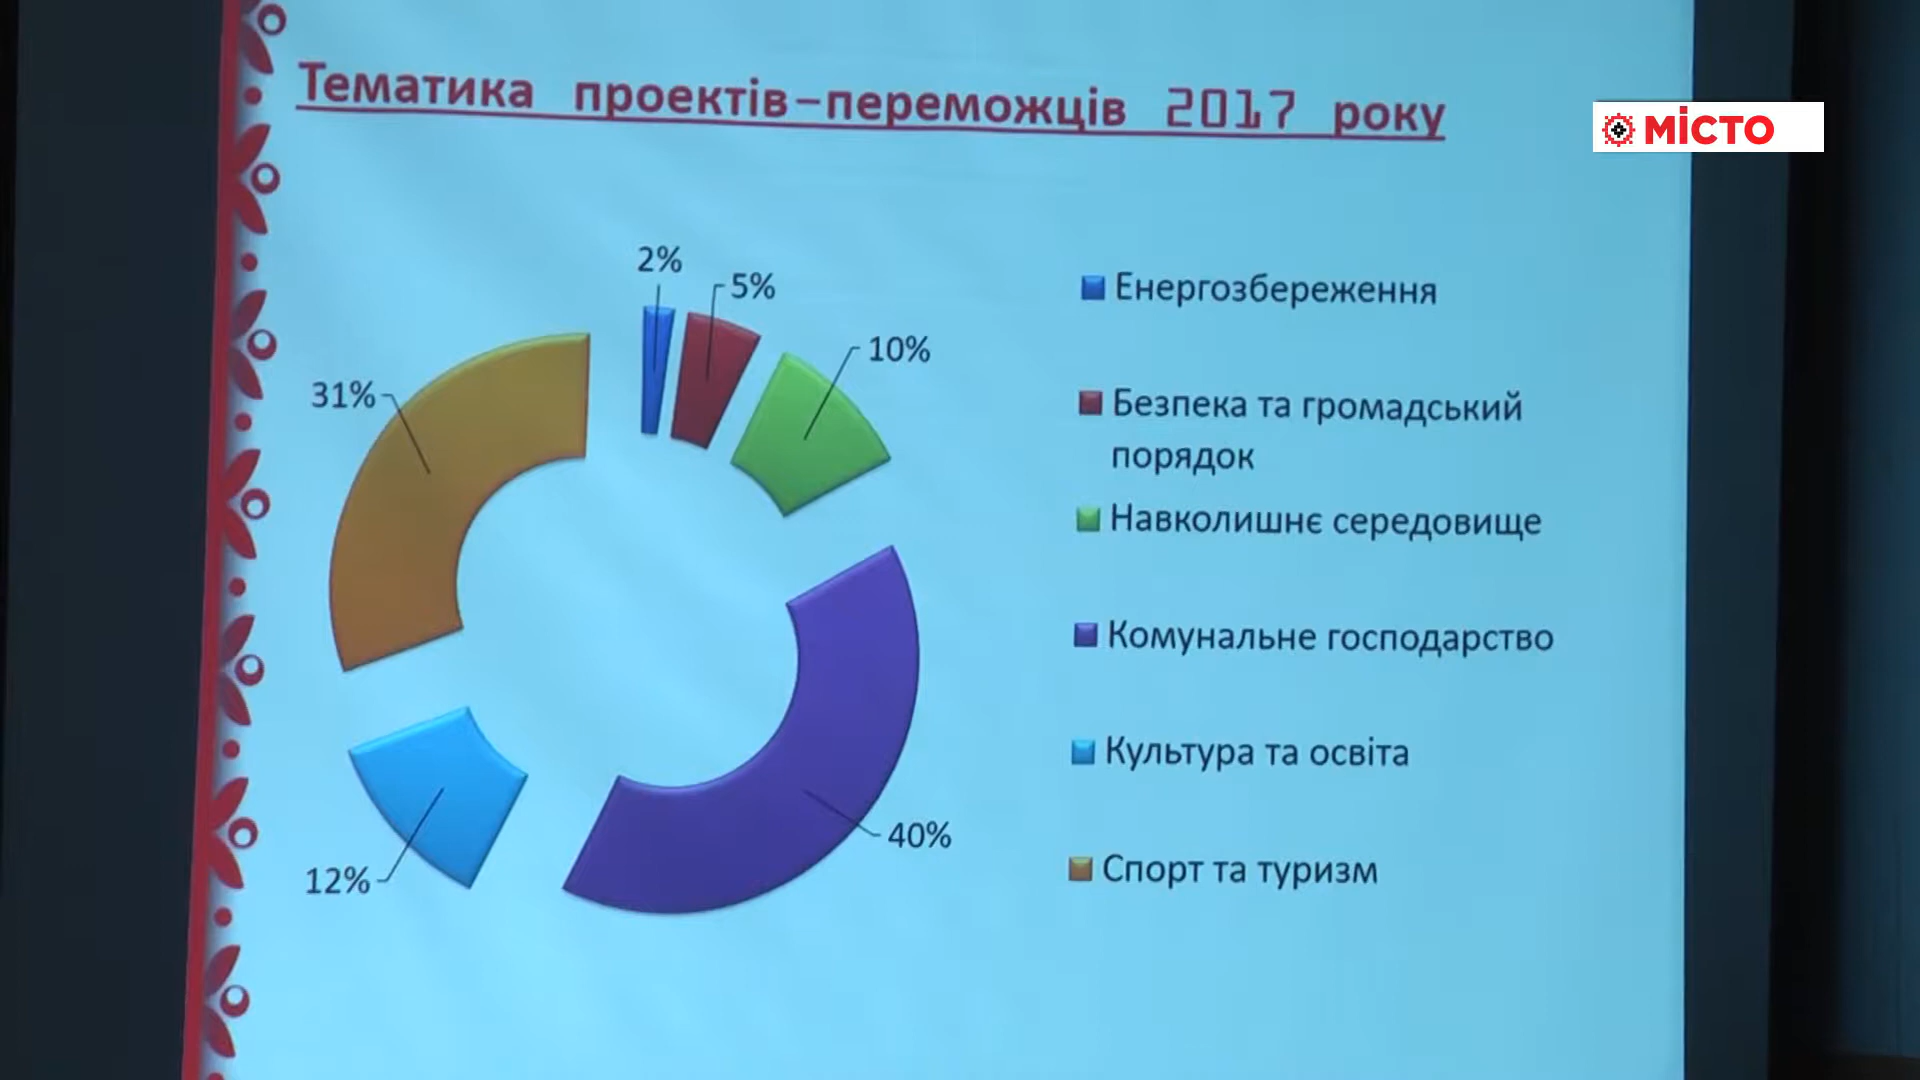 Тематика проектів-переможців 2017 року
місто
2%
5%
10%
31%
40%
12%
Енергозбереження
Безпека та громадський
порядок
Навколишнє середовище
Комунальне господарство
Культура та освіта
Спорт та туризм